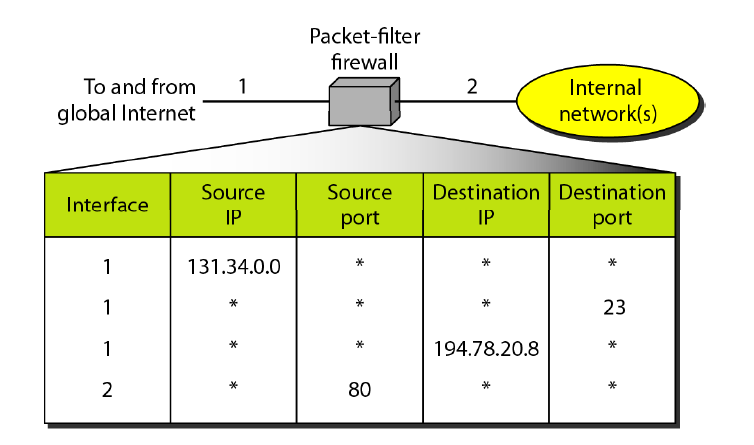 Packet-filter
firewall
To and from
global Internet
1
2
Internal
network(s)
Interface
Source
IP
Source
port
Destination
IP
Destination
port
1 131.34.0.0 * * *
1 * * * 23
1 * * 194.78.20.8 *
2 * 80 * *